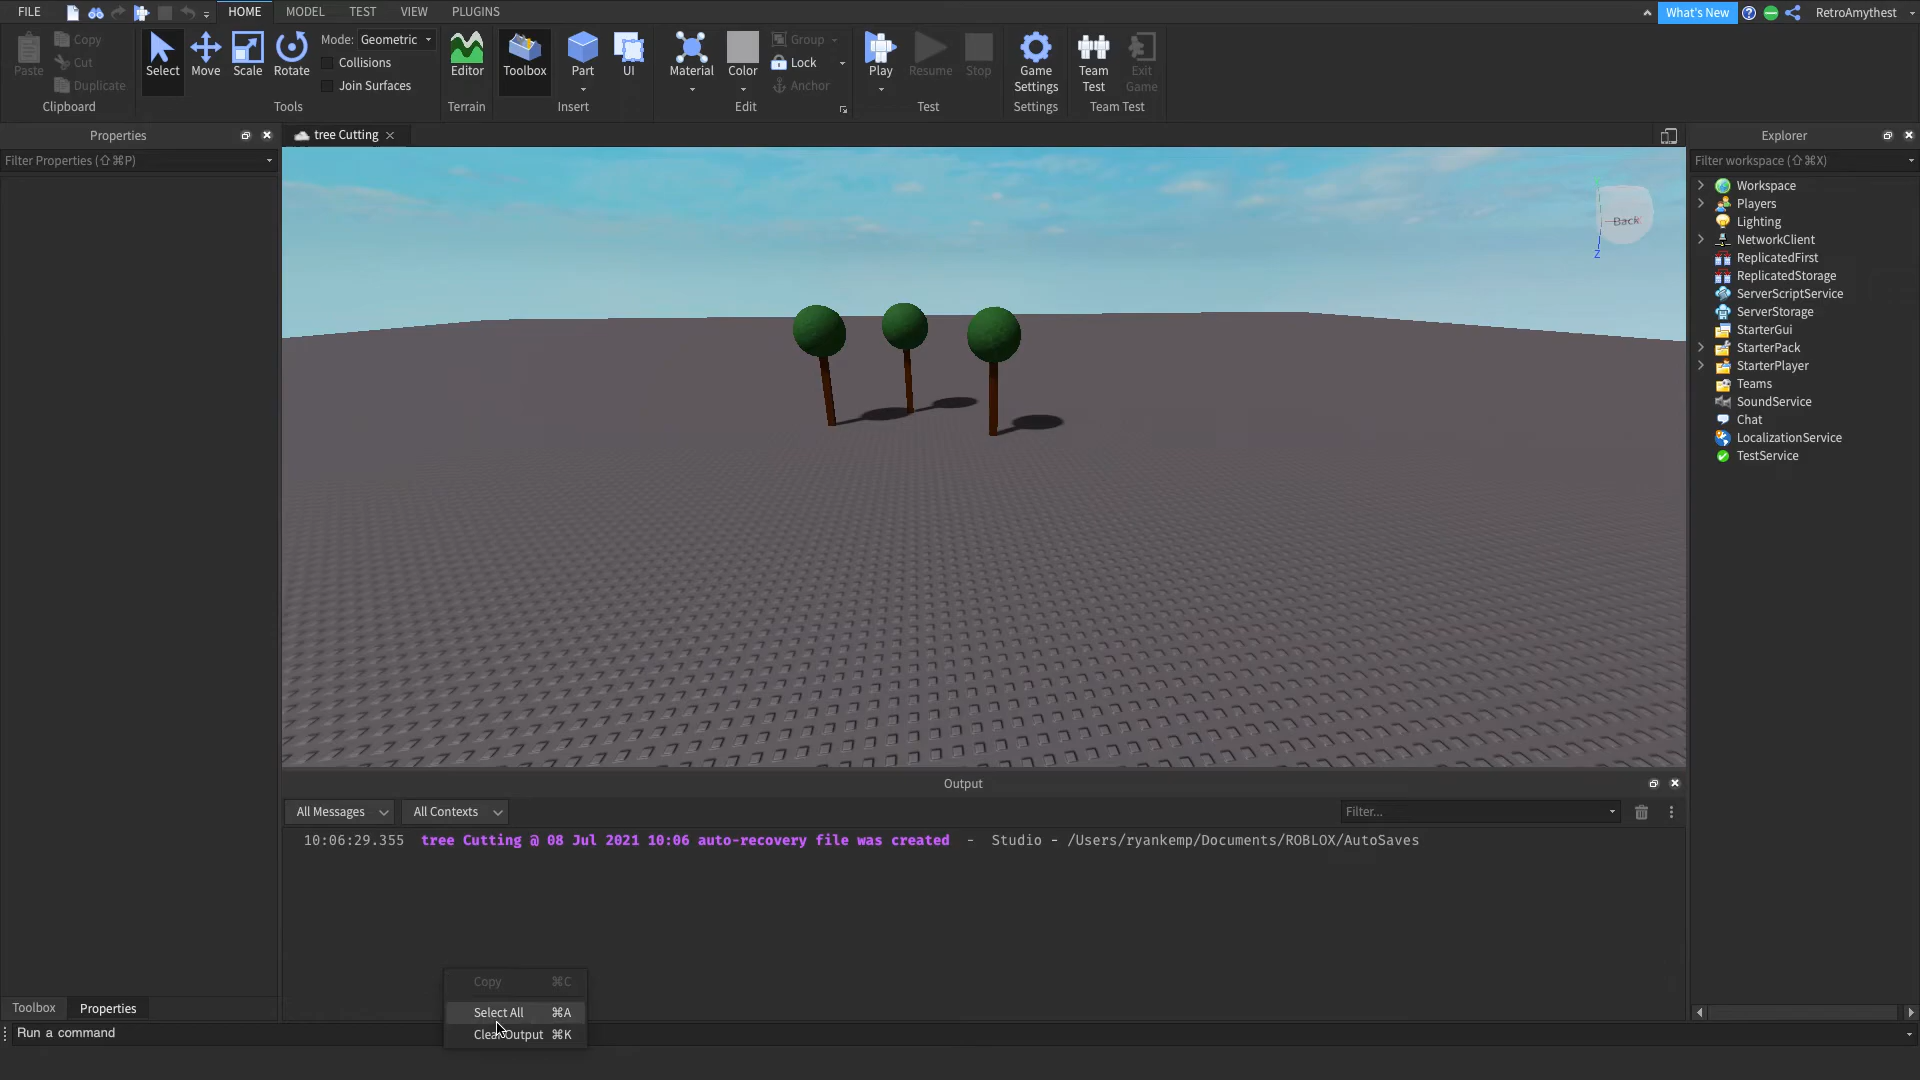 FILE HOME MODEL TEST VIEW PLUGINS What's New RetroAmythest
Paste Copy Cut Duplicate
Clipboard
Select Move Scale Rotate
Mode: Geometric
Collisions
Join Surfaces
Tools
Editor
Terrain
Toolbox Part UI
Insert
Material Color
Group
Lock
Anchor
Edit
Play Resume Stop
Test
Game Settings
Settings
Team Test
Exit Game
Team Test
Properties
Filter Properties (⇧⌘P)
tree Cutting
Back
Z
Explorer
Filter workspace (⇧⌘X)
Workspace
Players
Lighting
NetworkClient
ReplicatedFirst
ReplicatedStorage
ServerScriptService
ServerStorage
StarterGui
StarterPack
StarterPlayer
Teams
SoundService
Chat
LocalizationService
TestService
Output
All Messages All Contexts Filter...
10:06:29.355 tree Cutting @ 08 Jul 2021 10:06 auto-recovery file was created - Studio - /Users/ryankemp/Documents/ROBLOX/AutoSaves
Copy ⌘C
Select All ⌘A
Clear Output ⌘K
Toolbox Properties
Run a command